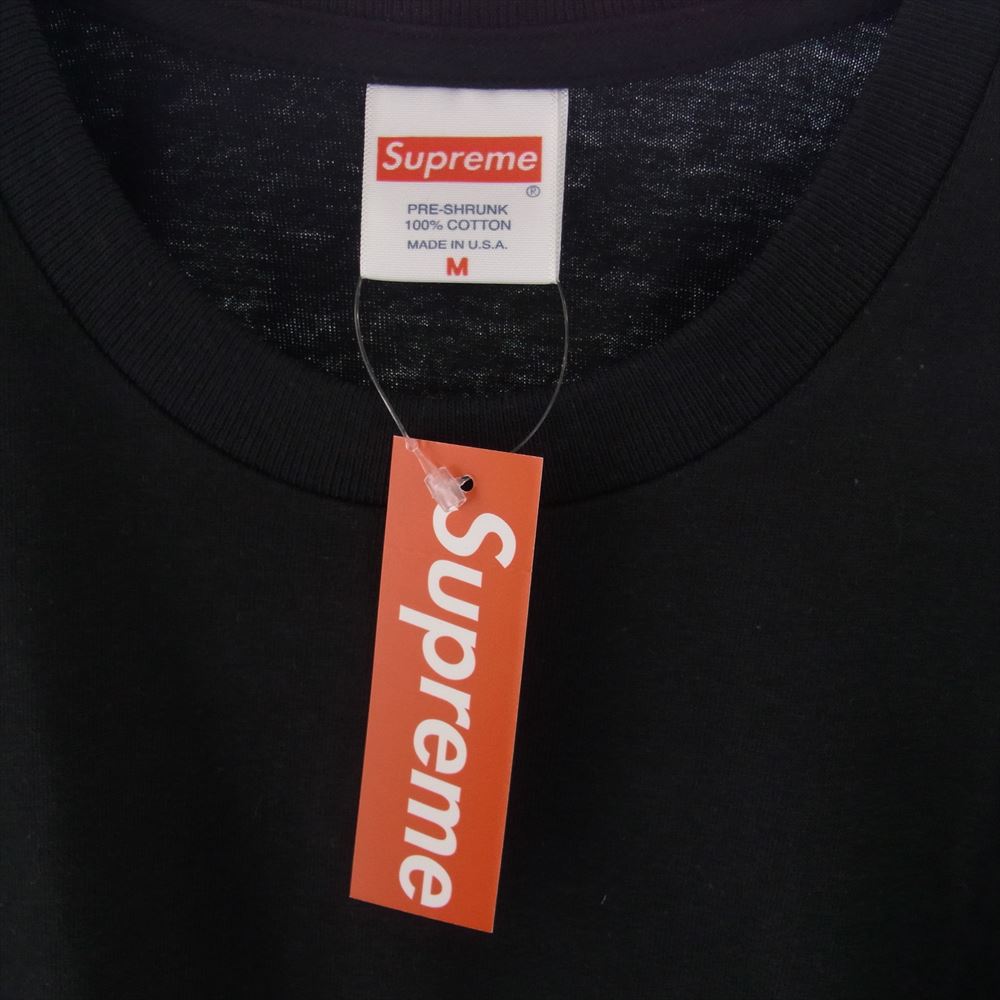 Supreme
®
PRE-SHRUNK
100% COTTON
MADE IN U.S.A.
M
Supreme